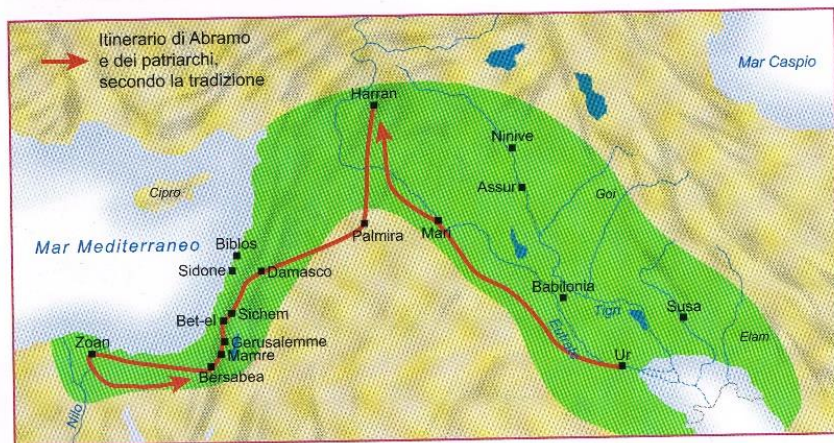 Itinerario di Abramo
e dei patriarchi,
secondo la tradizione
Mar Caspio
Harran
Ninive
Assur
Goi
Cipro
Mar Mediterraneo
Biblos
Sidone
Damasco
Palmira
Mari
Babilonia
Tigri
Susa
Elam
Eufrate
Ur
Sichem
Bet-el
Gerusalemme
Mamre
Bersabea
Zoan
Nilo